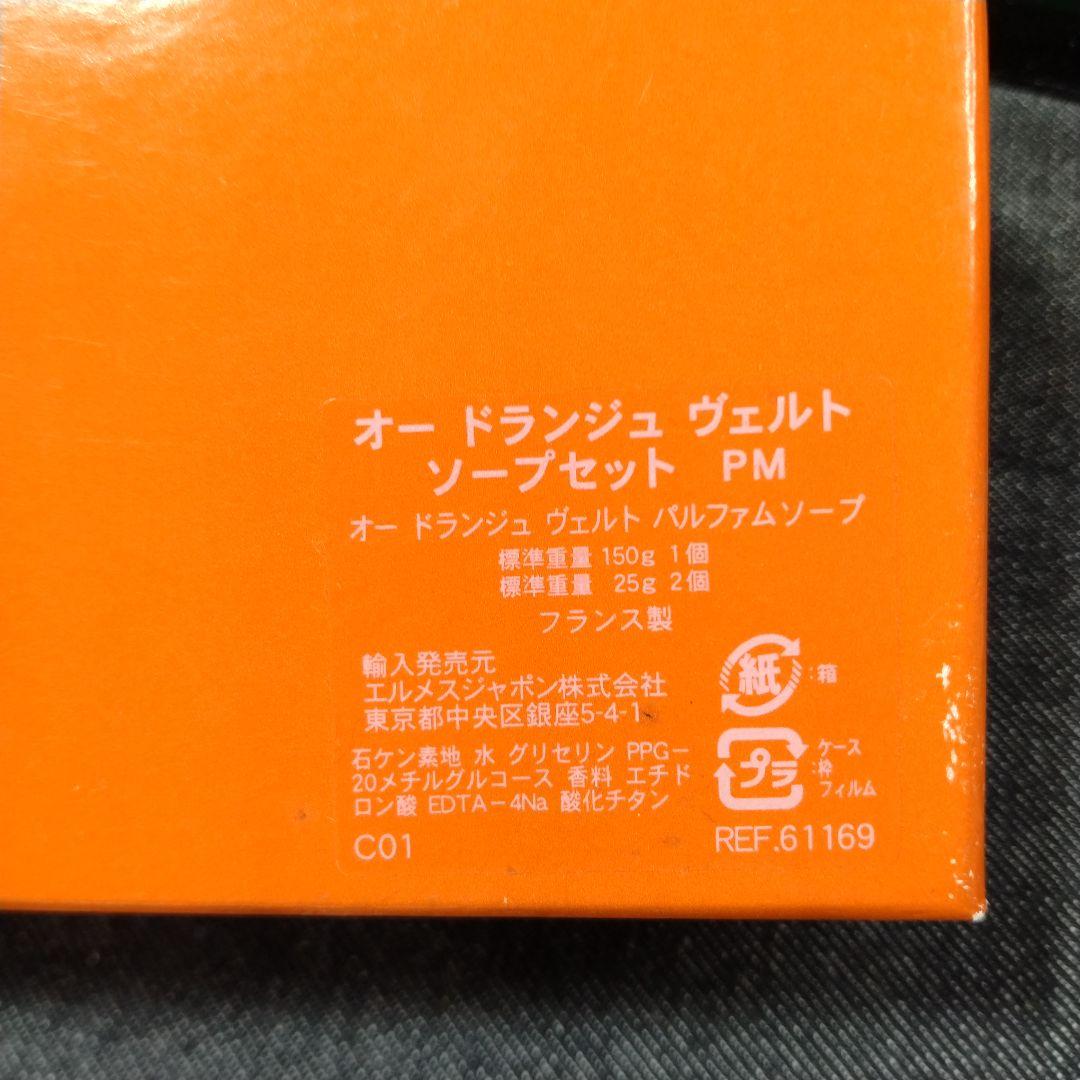 オー ドランジュ ヴェルト
ソープセット PM
オー ドランジュ ヴェルト パルファムソープ
標準重量 150g 1個
標準重量 25g 2個
フランス製
輸入発売元
エルメスジャポン株式会社
東京都中央区銀座5-4-1
石ケン素地 水 グリセリン PPG-
20メチルグルコース 香料 エチド
ロン酸 EDTA-4Na 酸化チタン
C01
紙 :箱
プラ :ケース
枠
フィルム
REF.61169